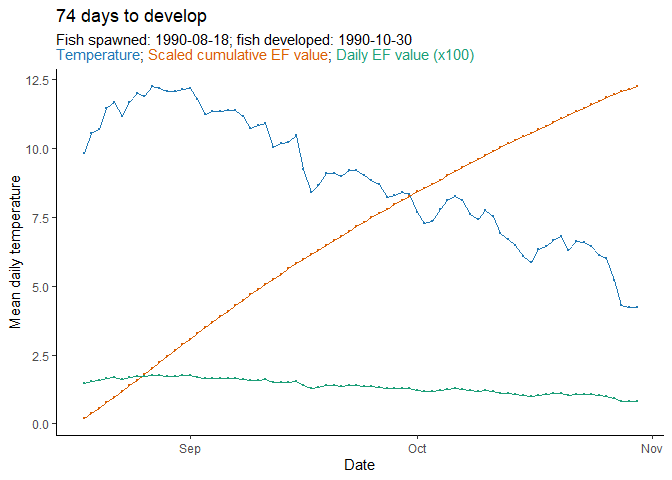 74 days to develop
Fish spawned: 1990-08-18; fish developed: 1990-10-30
Temperature; Scaled cumulative EF value; Daily EF value (x100)
12.5
10.0
7.5
5.0
2.5
0.0
Mean daily temperature
Sep
Oct
Nov
Date